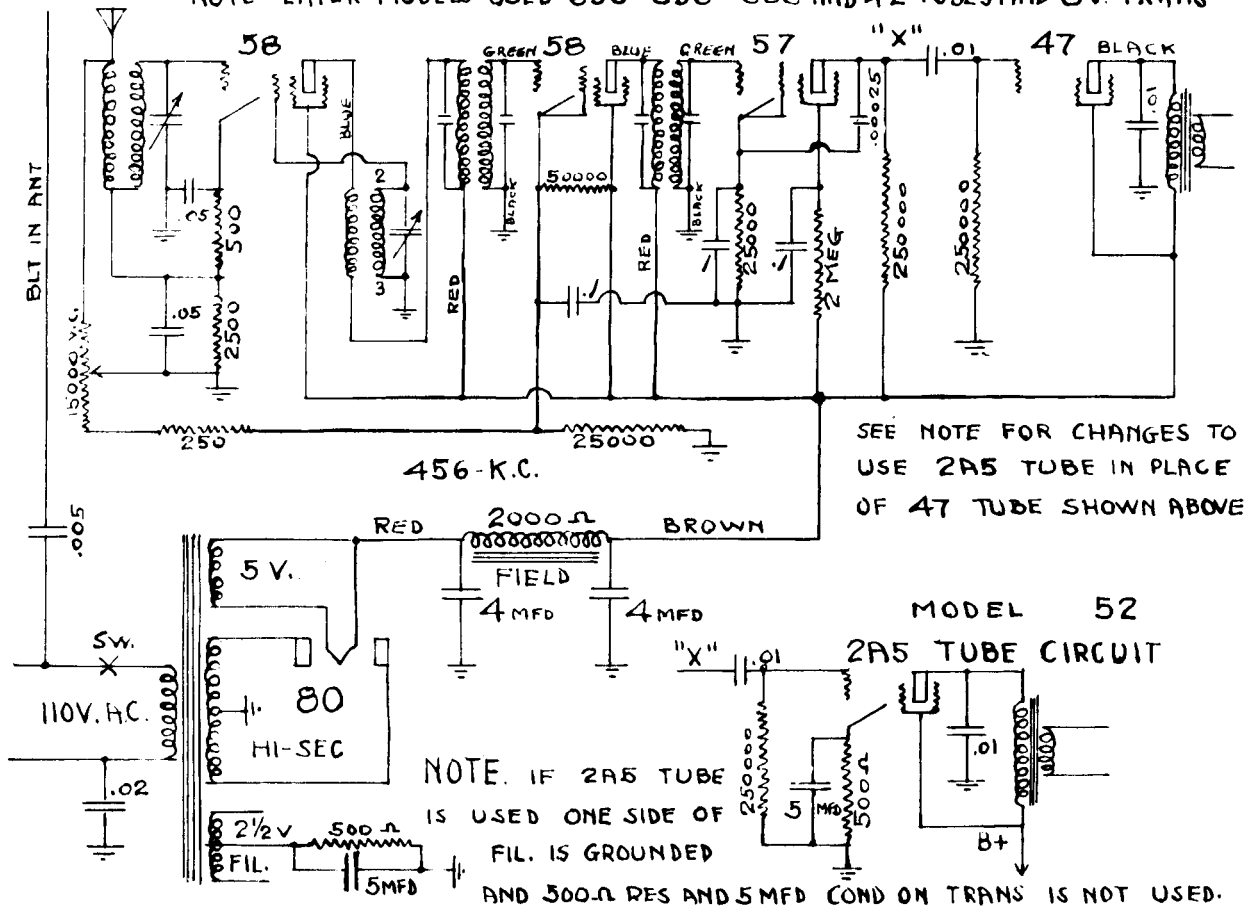 58
GREEN 58 BLUE GREEN 57 "X" .01 47 BLACK
BLT IN ANT
.05
500
.05
2500
15000 V.C.
BLUE
2
3
RED
BLACK
50000
RED
BLACK
.1
.1
25000
.1
2 MEG
.00025
250000
250000
.01
250
25000
456-K.C.
SEE NOTE FOR CHANGES TO
USE 2A5 TUBE IN PLACE
OF 47 TUBE SHOWN ABOVE
.005
RED 2000Ω BROWN
FIELD
4 MFD 4 MFD
5 V.
SW.
110V. A.C.
80
HI-SEC
.02
2½ V
FIL.
500 Ω
5MFD
MODEL 52
2A5 TUBE CIRCUIT
"X" .01
250000
5 MFD
500Ω
.01
B+
NOTE. IF 2A5 TUBE
IS USED ONE SIDE OF
FIL. IS GROUNDED
AND 500Ω RES AND 5MFD COND ON TRANS IS NOT USED.